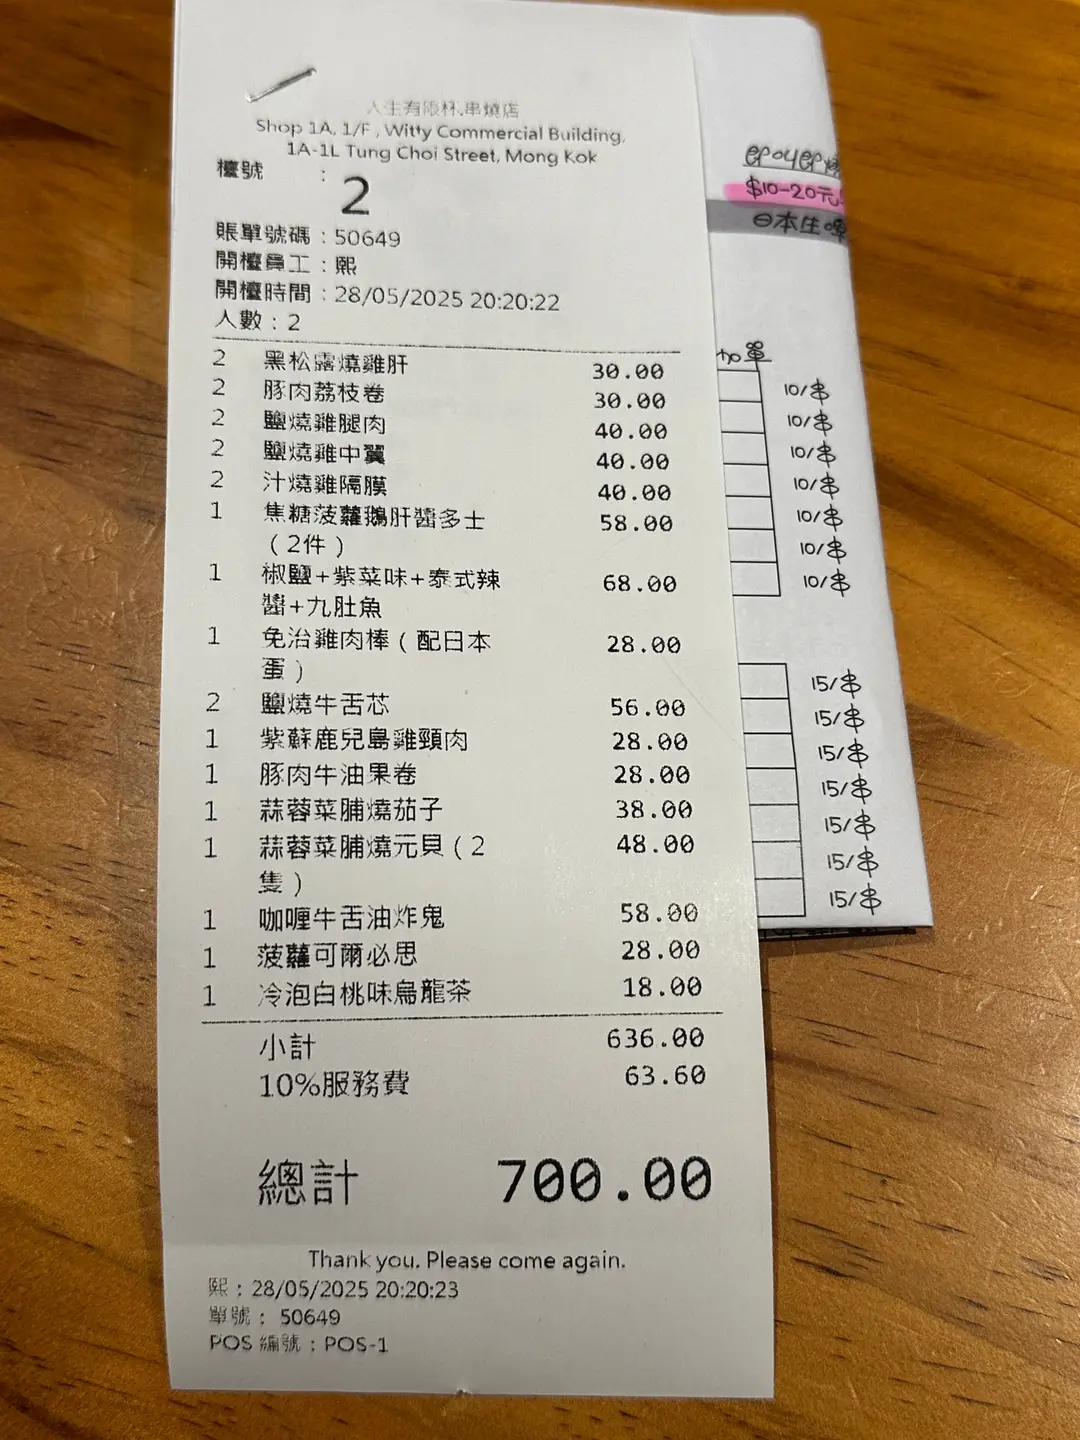 人生有限杯.串燒店
Shop 1A, 1/F , Witty Commercial Building,
1A-1L Tung Choi Street, Mong Kok
檯號 : 2
賬單號碼 : 50649
開檯員工 : 熙
開檯時間 : 28/05/2025 20:20:22
人數 : 2
2 黑松露燒雞肝 30.00
2 豚肉荔枝卷 30.00
2 鹽燒雞腿肉 40.00
2 鹽燒雞中翼 40.00
2 汁燒雞隔膜 40.00
1 焦糖菠蘿鵝肝醬多士 58.00
(2件)
1 椒鹽+紫菜味+泰式辣 68.00
醬+九肚魚
1 免治雞肉棒(配日本 28.00
蛋)
2 鹽燒牛舌芯 56.00
1 紫蘇鹿兒島雞頸肉 28.00
1 豚肉牛油果卷 28.00
1 蒜蓉菜脯燒茄子 38.00
1 蒜蓉菜脯燒元貝(2 48.00
隻)
1 咖喱牛舌油炸鬼 58.00
1 菠蘿可爾必思 28.00
1 冷泡白桃味烏龍茶 18.00
小計 636.00
10%服務費 63.60
總計 700.00
Thank you. Please come again.
熙 : 28/05/2025 20:20:23
單號 : 50649
POS 編號 : POS-1
$10-20元
日本生啤
加單
10/串
10/串
10/串
10/串
10/串
10/串
10/串
15/串
15/串
15/串
15/串
15/串
15/串
15/串